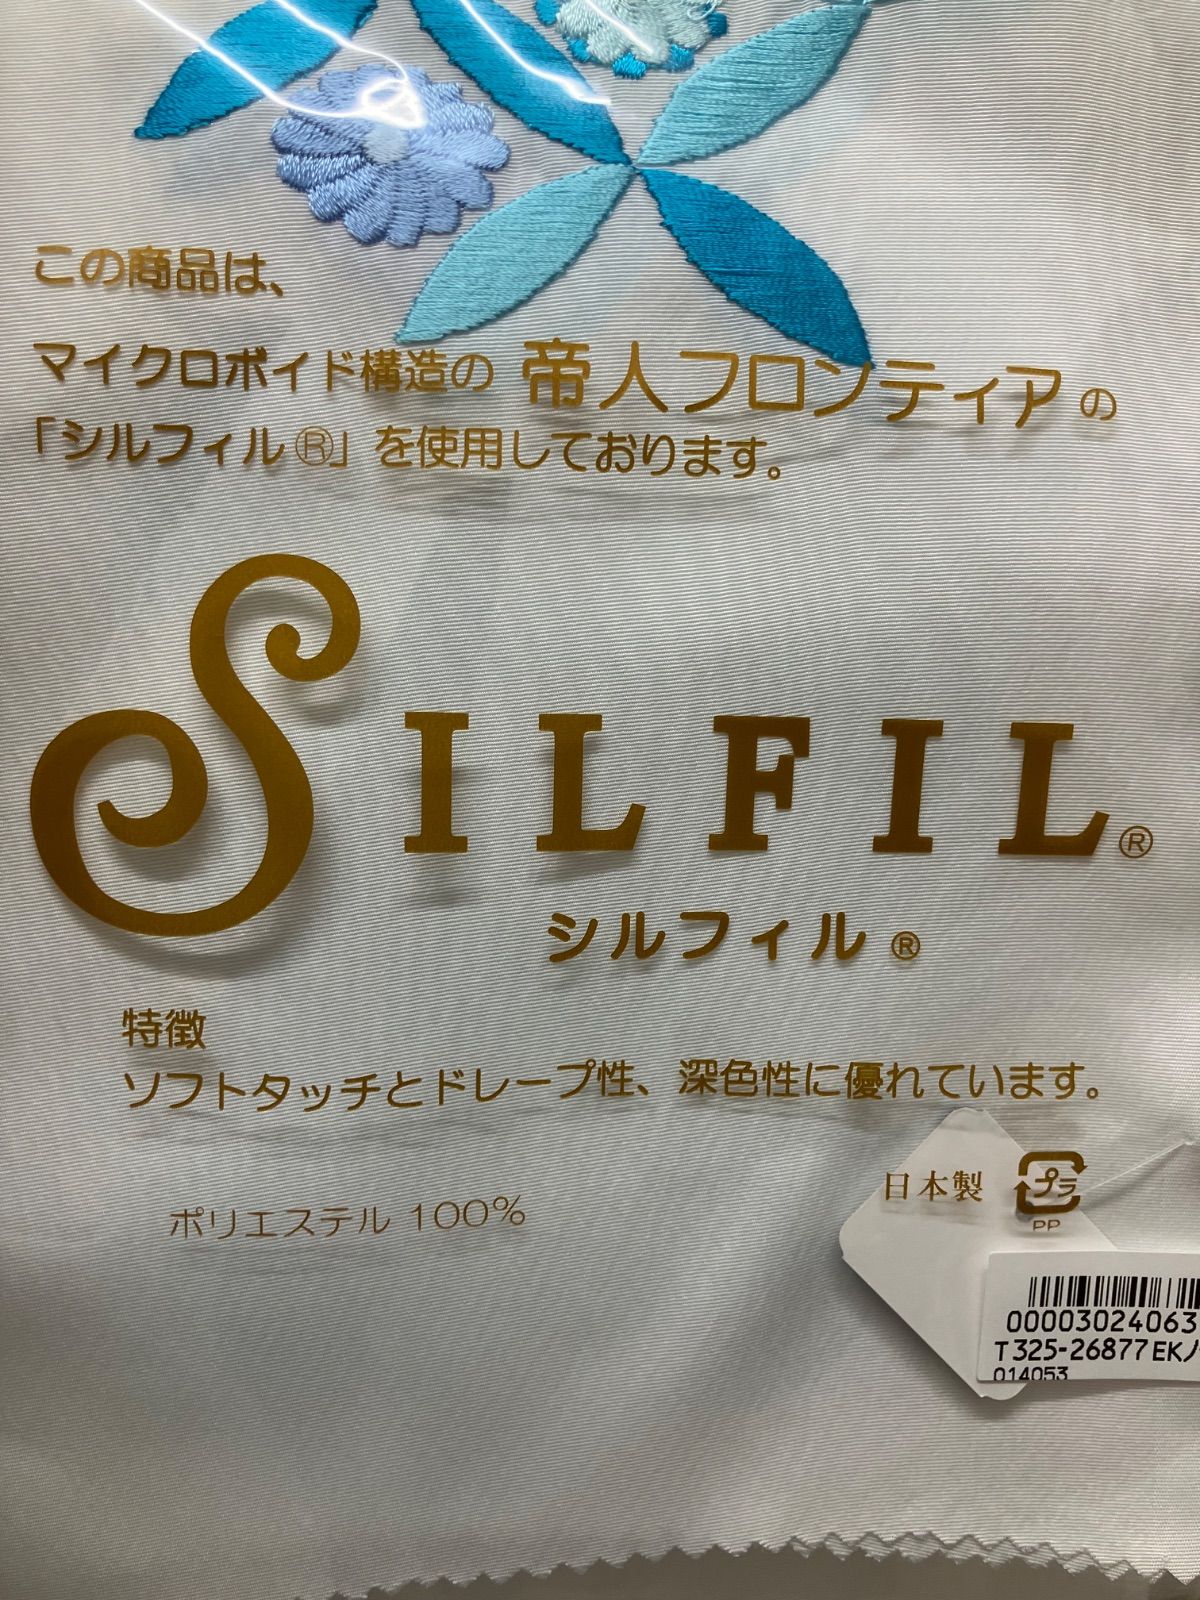 この商品は、
マイクロボイド構造の 帝人フロンティアの
「シルフィル®」を使用しております。
SILFIL®
シルフィル®
特徴
ソフトタッチとドレープ性、深色性に優れています。
日本製 プラ
PP
ポリエステル 100%
00003024063
T325-26877EK
014053